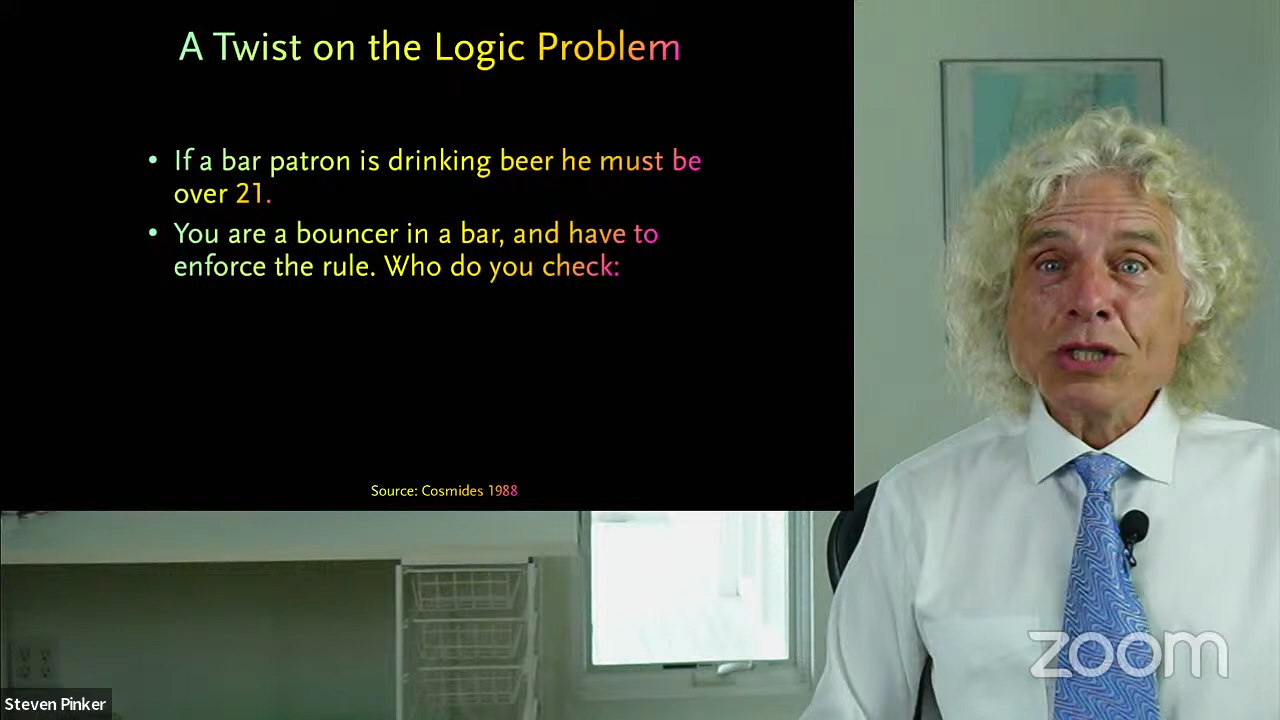 A Twist on the Logic Problem
• If a bar patron is drinking beer he must be
over 21.
• You are a bouncer in a bar, and have to
enforce the rule. Who do you check:
Source: Cosmides 1988
zoom
Steven Pinker